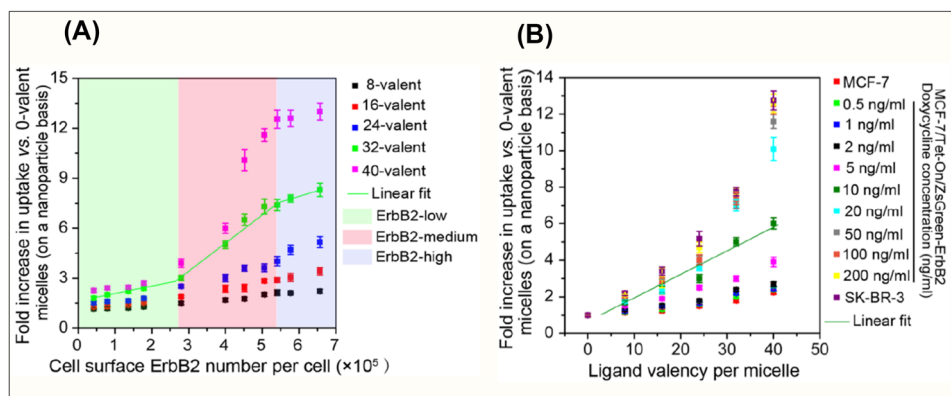 (A)
Fold increase in uptake vs. 0-valent
micelles (on a nanoparticle basis)
15
12
9
6
3
0
8-valent
16-valent
24-valent
32-valent
40-valent
Linear fit
ErbB2-low
ErbB2-medium
ErbB2-high
0 1 2 3 4 5 6 7
Cell surface ErbB2 number per cell (×10⁵)
(B)
Fold increase in uptake vs. 0-valent
micelles (on a nanoparticle basis)
14
12
10
8
6
4
2
0
MCF-7
0.5 ng/ml
1 ng/ml
2 ng/ml
5 ng/ml
10 ng/ml
20 ng/ml
50 ng/ml
100 ng/ml
200 ng/ml
SK-BR-3
Linear fit
MCF-7/Tet-On/ZsGreen-ErbB2
Doxycycline concentration (ng/ml)
0 10 20 30 40 50
Ligand valency per micelle